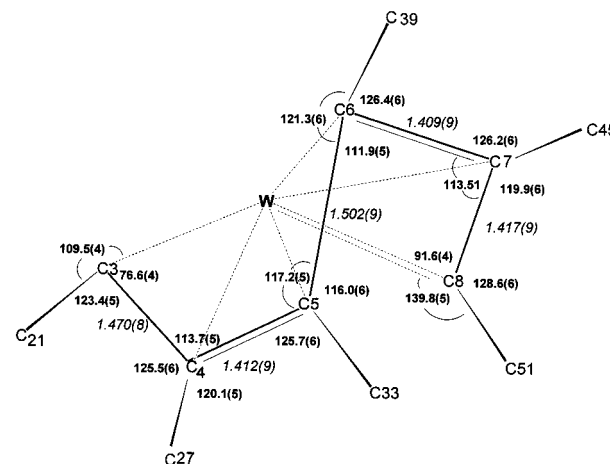 C39
126.4(6)
C6
121.3(6)
1.409(9)
126.2(6)
C45
111.9(5)
C7
113.51
119.9(6)
W
1.502(9)
1.417(9)
109.5(4)
C3
76.6(4)
91.6(4)
C8
128.6(6)
117.2(5)
116.0(6)
139.8(5)
123.4(5)
C5
1.470(8)
113.7(5)
C21
125.7(6)
125.5(6)
C4
1.412(9)
C51
120.1(5)
C33
C27